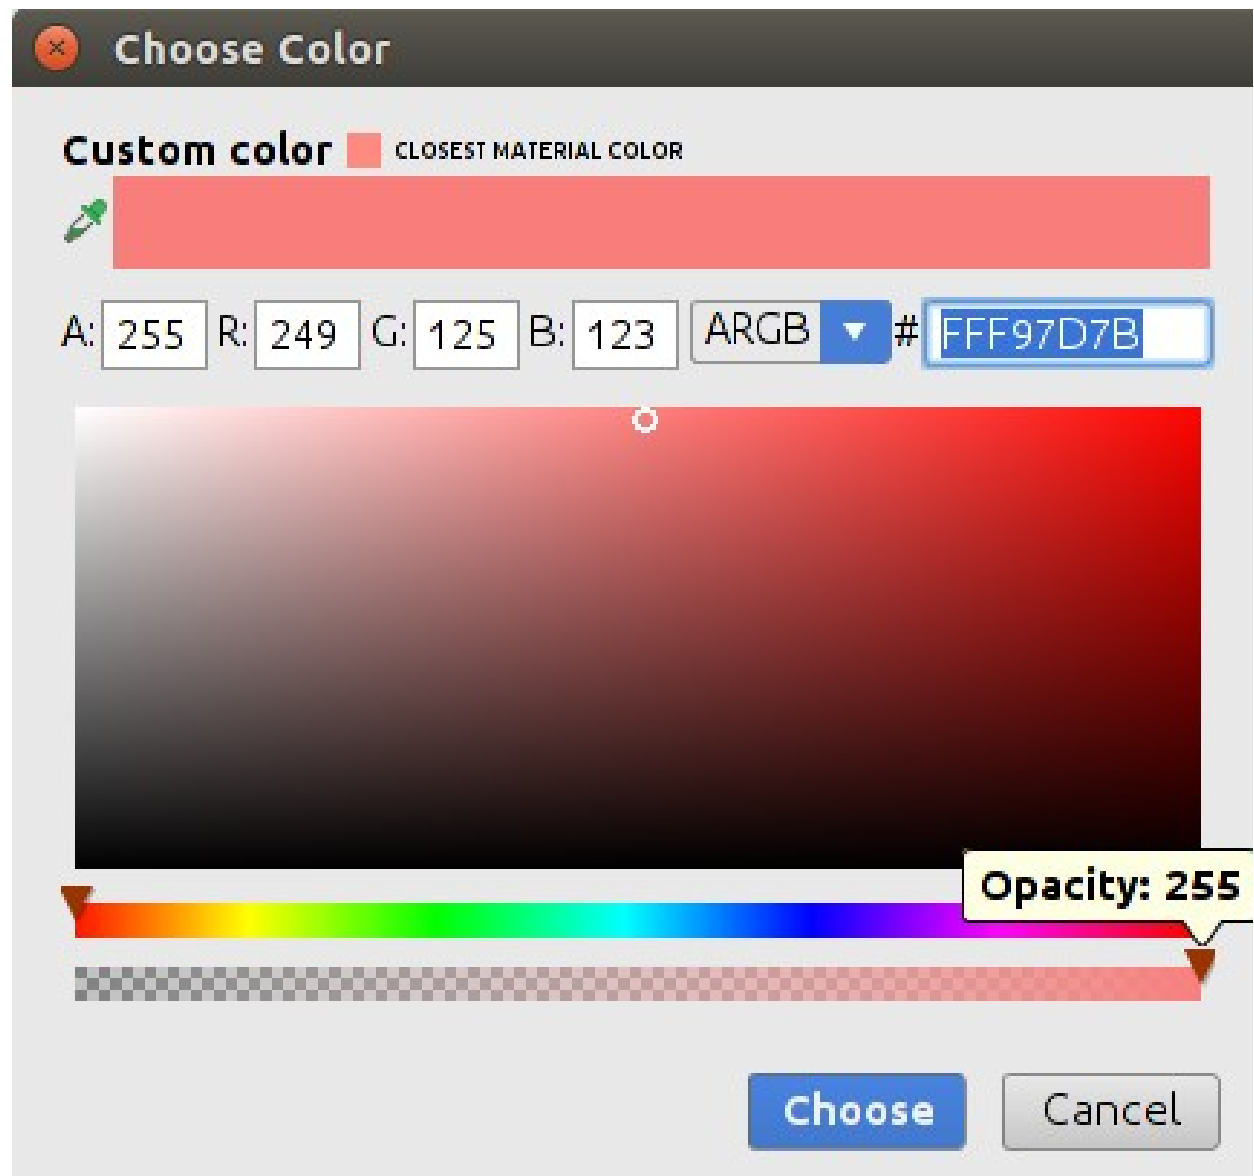 Choose Color
Custom color CLOSEST MATERIAL COLOR
A: 255 R: 249 G: 125 B: 123 ARGB # FFF97D7B
Opacity: 255
Choose Cancel